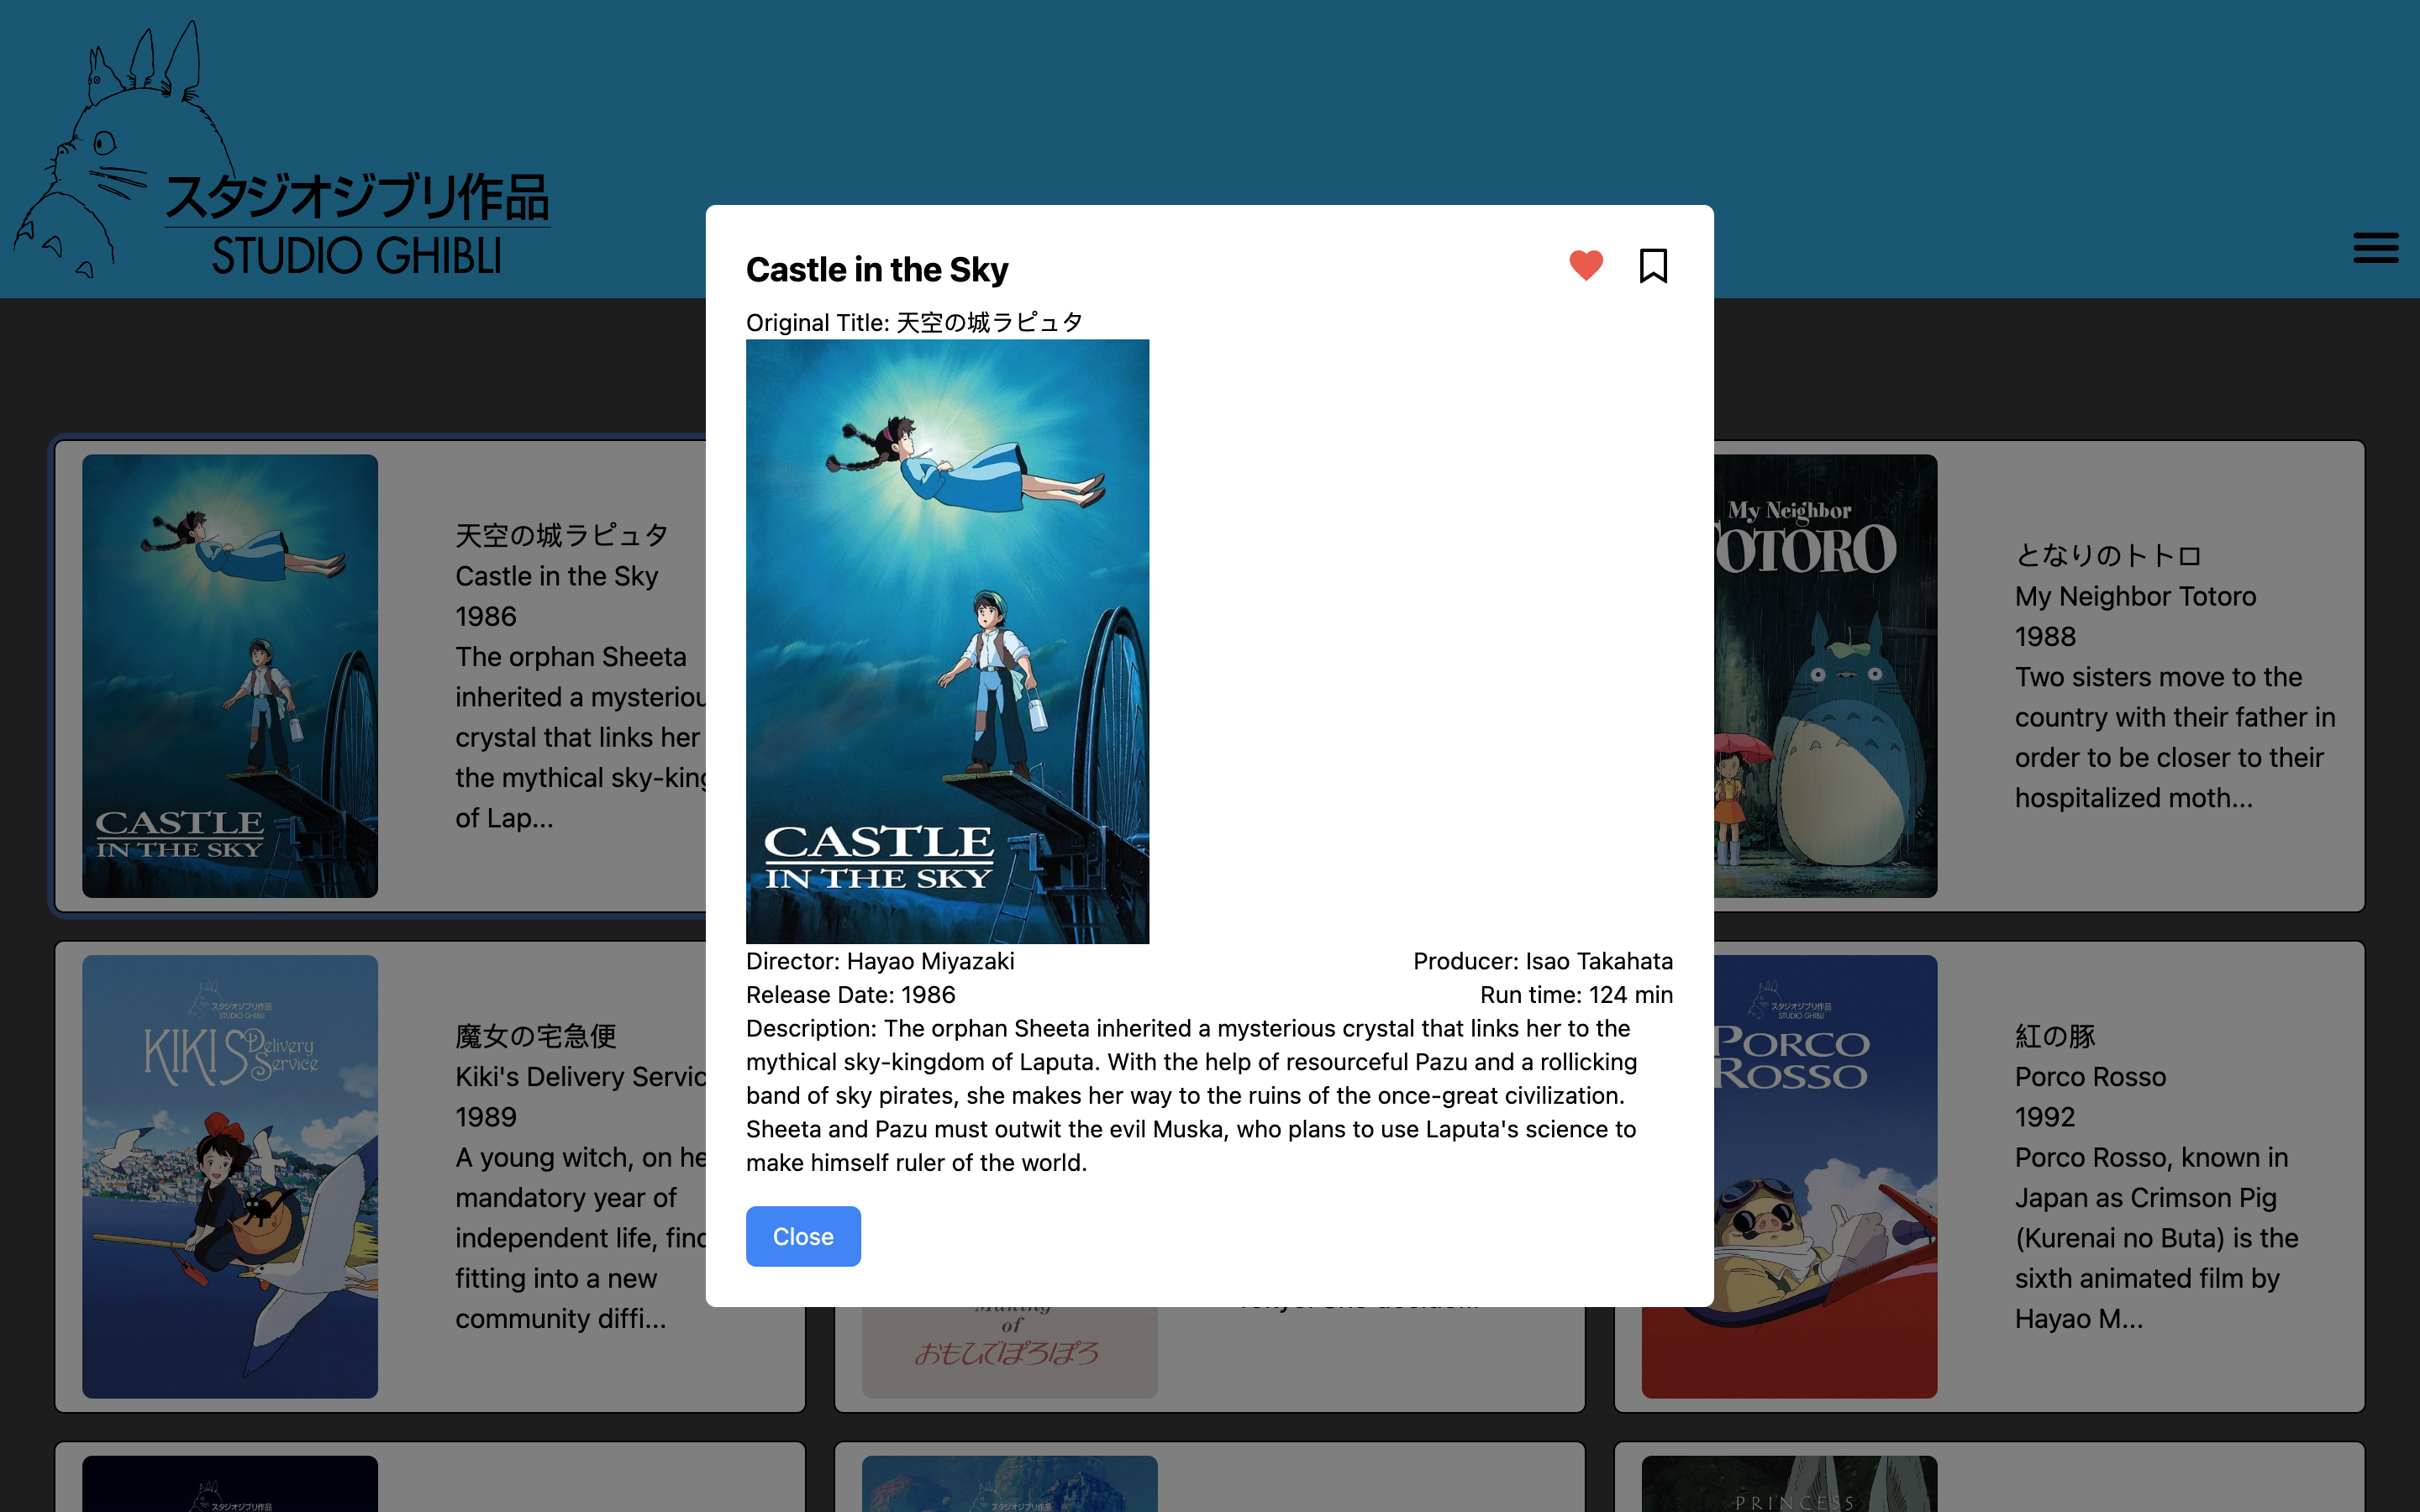 スタジオジブリ作品
STUDIO GHIBLI
Castle in the Sky
Original Title: 天空の城ラピュタ
CASTLE
IN THE SKY
Director: Hayao Miyazaki
Producer: Isao Takahata
Release Date: 1986
Run time: 124 min
Description: The orphan Sheeta inherited a mysterious crystal that links her to the
mythical sky-kingdom of Laputa. With the help of resourceful Pazu and a rollicking
band of sky pirates, she makes her way to the ruins of the once-great civilization.
Sheeta and Pazu must outwit the evil Muska, who plans to use Laputa's science to
make himself ruler of the world.
Close
CASTLE
IN THE SKY
天空の城ラピュタ
Castle in the Sky
1986
The orphan Sheeta
inherited a
crystal that links her
the mythical
of Lap...
My Neighbor
OTORO
となりのトトロ
My Neighbor Totoro
1988
Two sisters move to the
country with their father in
order to be closer to their
hospitalized moth...
スタジオジブリ作品
STUDIO GHIBLI
KIKI'S Delivery
Service
魔女の宅急便
Kiki's Delivery
1989
A young witch, on
mandatory year of
independent life,
fitting into a new
community diffi...
Making
of
おもひでぽろぽろ
スタジオジブリ作品
STUDIO GHIBLI
PORCO
ROSSO
紅の豚
Porco Rosso
1992
Porco Rosso, known in
Japan as Crimson Pig
(Kurenai no Buta) is the
sixth animated film by
Hayao M...
スタジオジブリ作品
スタジオジブリ作品
PRINCESS